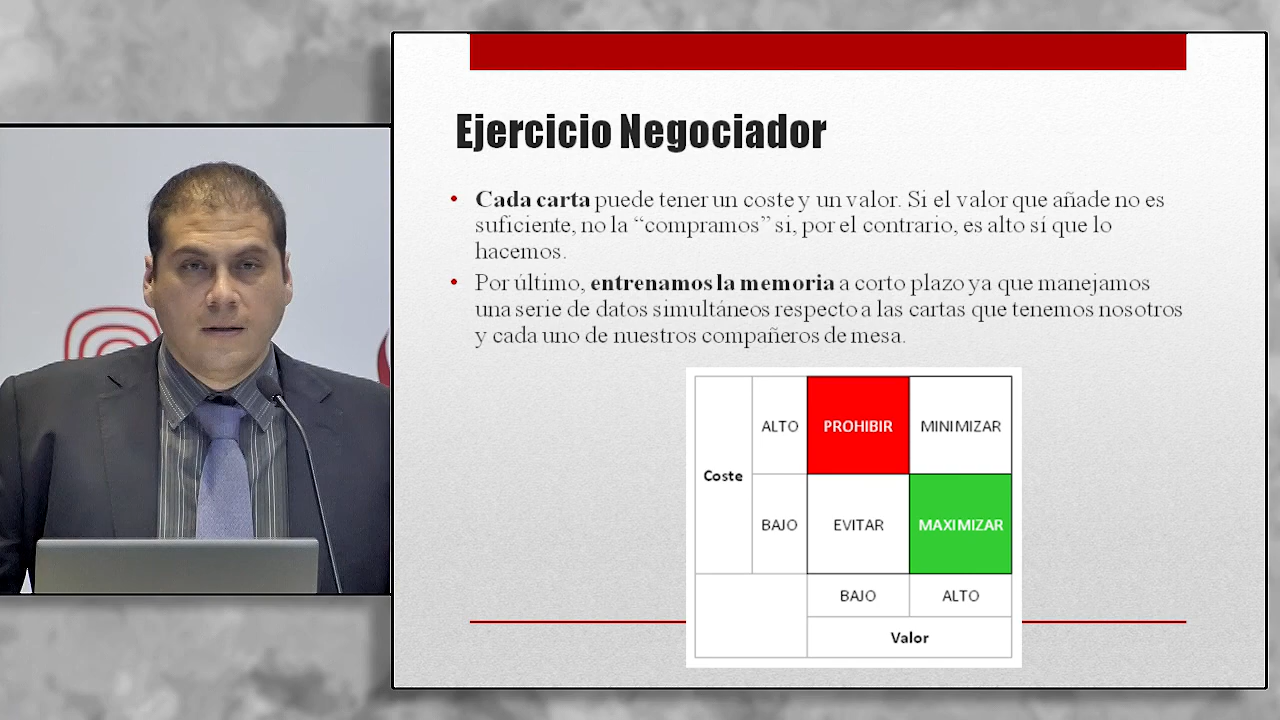 Ejercicio Negociador
• Cada carta puede tener un coste y un valor. Si el valor que añade no es
suficiente, no la “compramos” si, por el contrario, es alto sí que lo
hacemos.
• Por último, entrenamos la memoria a corto plazo ya que manejamos
una serie de datos simultáneos respecto a las cartas que tenemos nosotros
y cada uno de nuestros compañeros de mesa.
ALTO PROHIBIR MINIMIZAR
Coste
BAJO EVITAR MAXIMIZAR
BAJO ALTO
Valor